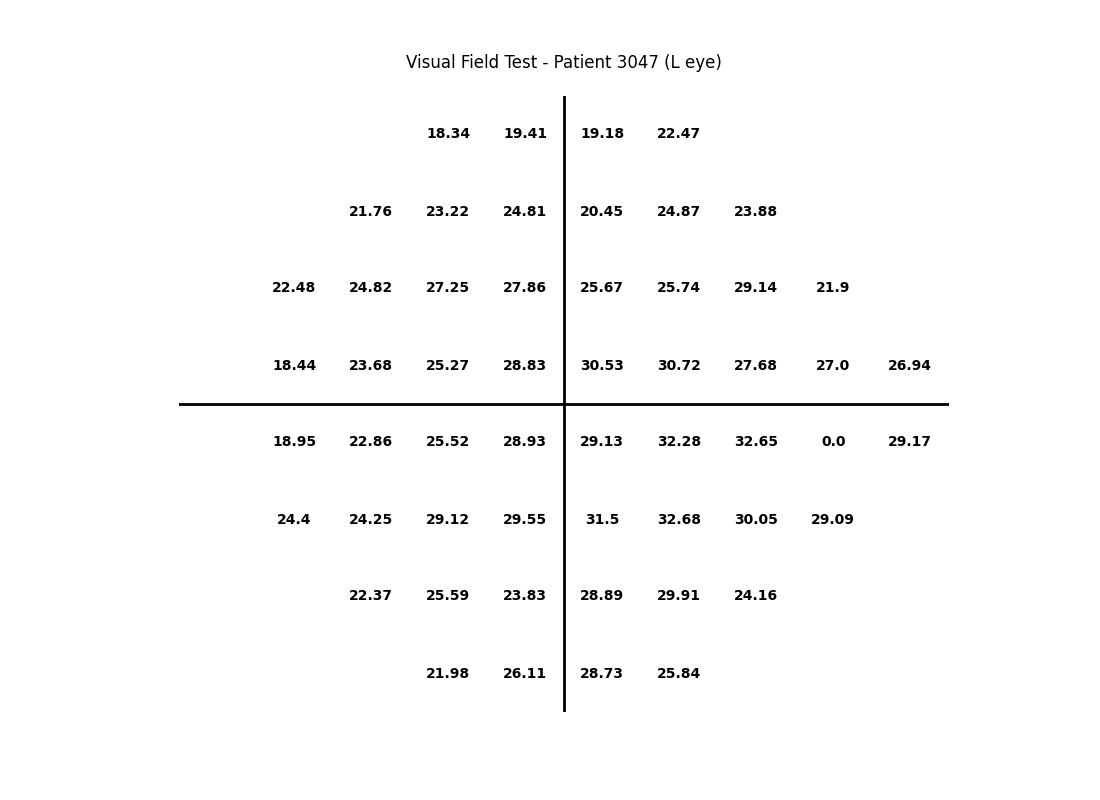 Visual Field Test - Patient 3047 (L eye)
18.34 19.41 19.18 22.47
21.76 23.22 24.81 20.45 24.87 23.88
22.48 24.82 27.25 27.86 25.67 25.74 29.14 21.9
18.44 23.68 25.27 28.83 30.53 30.72 27.68 27.0 26.94
18.95 22.86 25.52 28.93 29.13 32.28 32.65 0.0 29.17
24.4 24.25 29.12 29.55 31.5 32.68 30.05 29.09
22.37 25.59 23.83 28.89 29.91 24.16
21.98 26.11 28.73 25.84